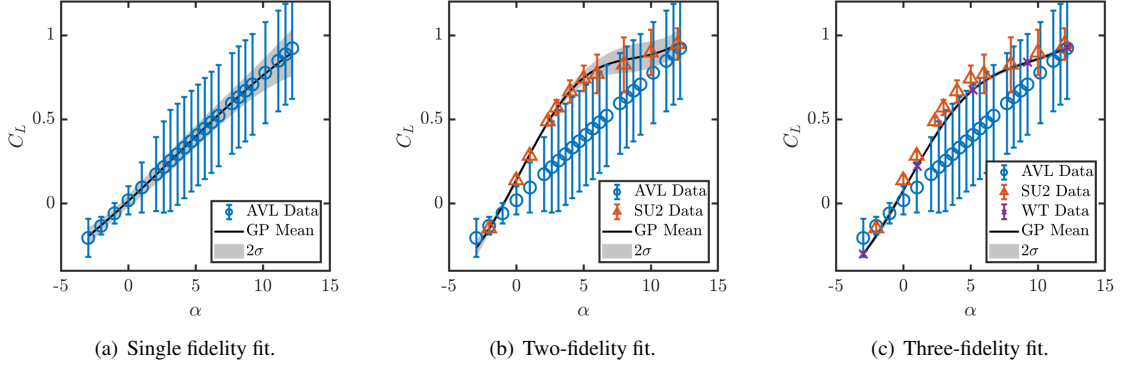 1
0.5
0
C_L
-5 0 5 10 15
α
AVL Data
GP Mean
2σ
(a) Single fidelity fit.
1
0.5
0
C_L
-5 0 5 10 15
α
AVL Data
SU2 Data
GP Mean
2σ
(b) Two-fidelity fit.
1
0.5
0
C_L
-5 0 5 10 15
α
AVL Data
SU2 Data
WT Data
GP Mean
2σ
(c) Three-fidelity fit.